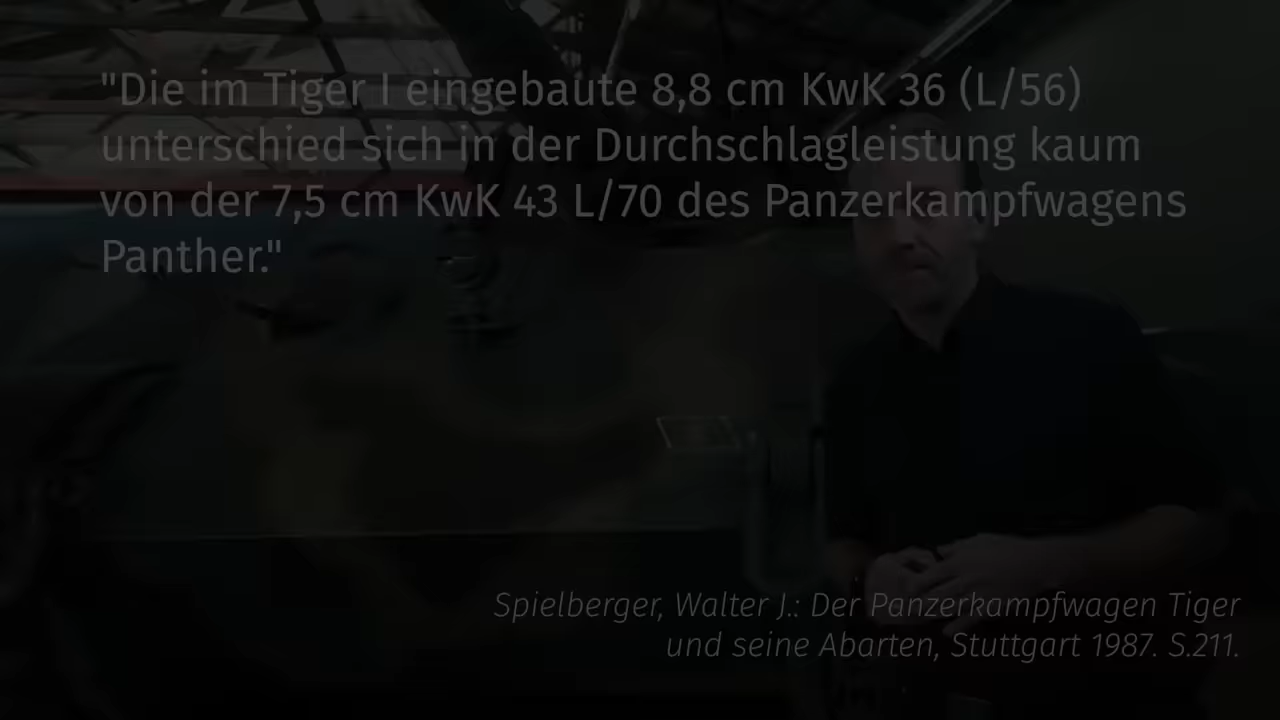 "Die im Tiger I eingebaute 8,8 cm KwK 36 (L/56)
unterschied sich in der Durchschlagleistung kaum
von der 7,5 cm KwK 43 L/70 des Panzerkampfwagens
Panther."
Spielberger, Walter J.: Der Panzerkampfwagen Tiger
und seine Abarten, Stuttgart 1987. S.211.